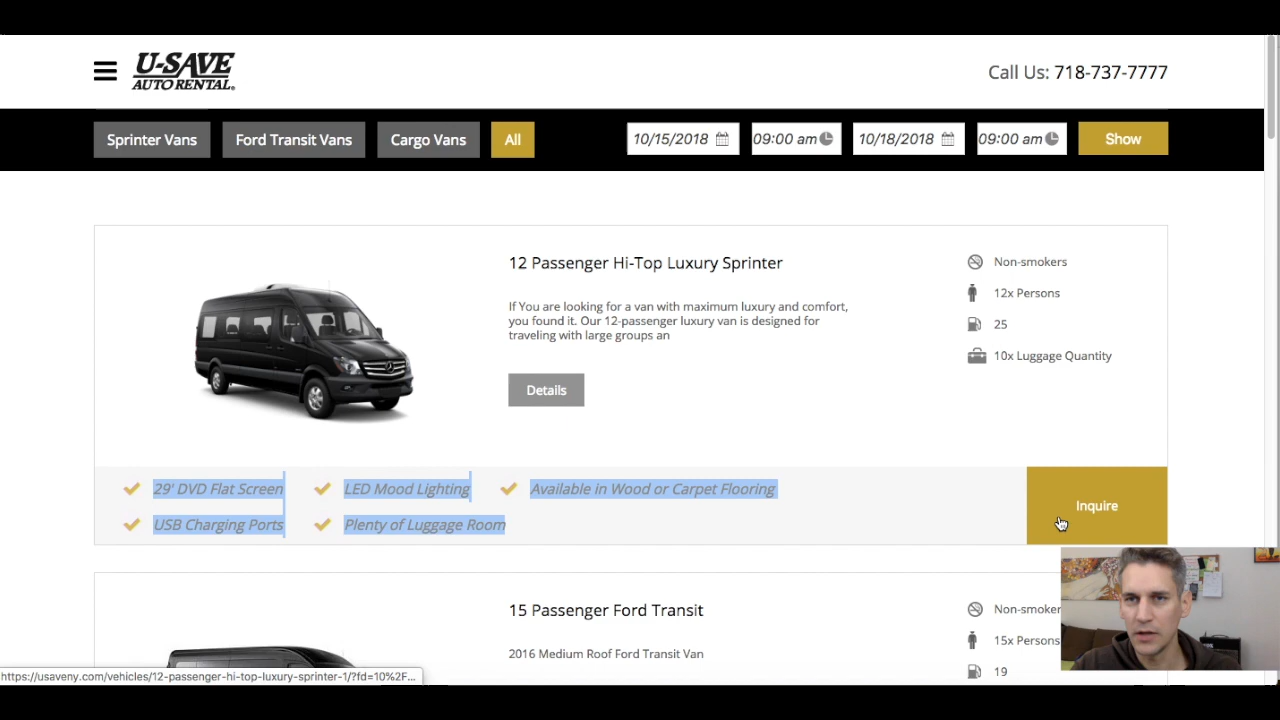 U-SAVE
AUTO RENTAL.
Call Us: 718-737-7777
Sprinter Vans
Ford Transit Vans
Cargo Vans
All
10/15/2018
09:00 am
10/18/2018
09:00 am
Show
12 Passenger Hi-Top Luxury Sprinter
If You are looking for a van with maximum luxury and comfort,
you found it. Our 12-passenger luxury van is designed for
traveling with large groups an
Details
Non-smokers
12x Persons
25
10x Luggage Quantity
29' DVD Flat Screen
LED Mood Lighting
Available in Wood or Carpet Flooring
USB Charging Ports
Plenty of Luggage Room
Inquire
15 Passenger Ford Transit
2016 Medium Roof Ford Transit Van
Non-smoker
15x Persons
19
https://usaveny.com/vehicles/12-passenger-hi-top-luxury-sprinter-1/?fd=10%2F...